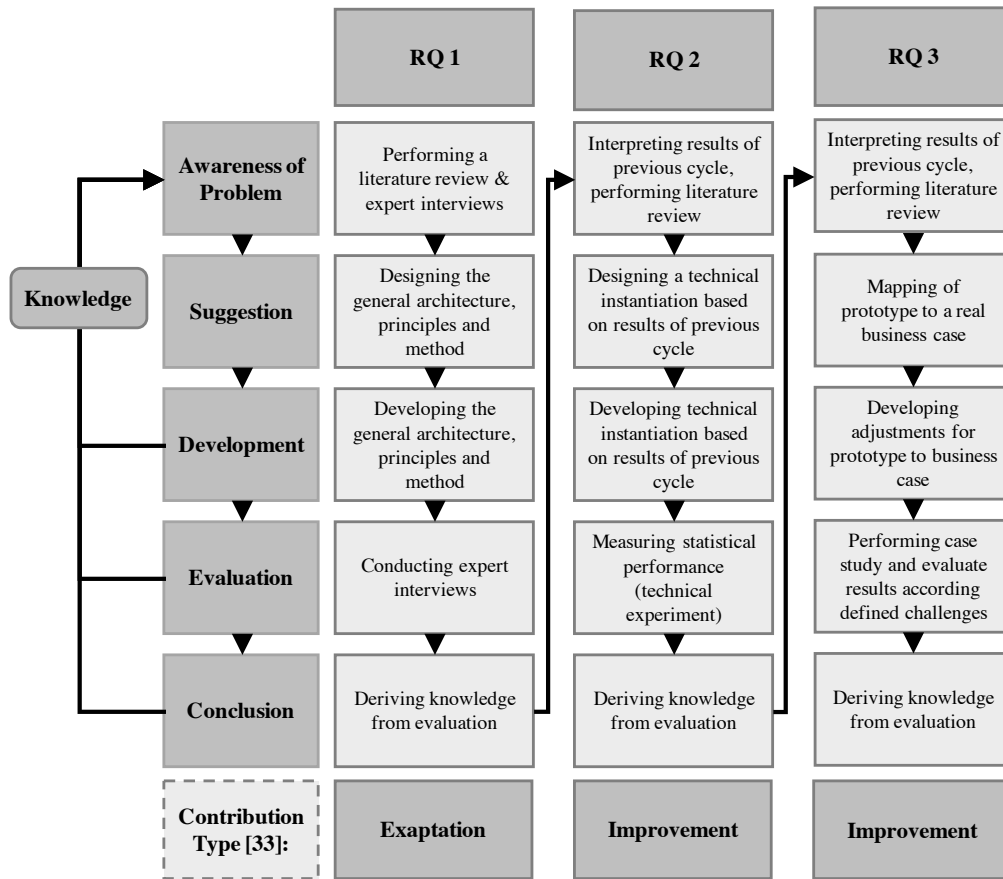 RQ 1
RQ 2
RQ 3
Knowledge
Awareness of
Problem
Performing a
literature review &
expert interviews
Interpreting results of
previous cycle,
performing literature
review
Interpreting results of
previous cycle,
performing literature
review
Suggestion
Designing the
general architecture,
principles and
method
Designing a technical
instantiation based
on results of previous
cycle
Mapping of
prototype to a real
business case
Development
Developing the
general architecture,
principles and
method
Developing technical
instantiation based
on results of previous
cycle
Developing
adjustments for
prototype to business
case
Evaluation
Conducting expert
interviews
Measuring statistical
performance
(technical
experiment)
Performing case
study and evaluate
results according
defined challenges
Conclusion
Deriving knowledge
from evaluation
Deriving knowledge
from evaluation
Deriving knowledge
from evaluation
Contribution
Type [33]:
Exaptation
Improvement
Improvement